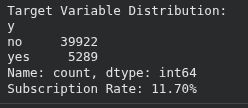 Target Variable Distribution:
y
no     39922
yes     5289
Name: count, dtype: int64
Subscription Rate: 11.70%